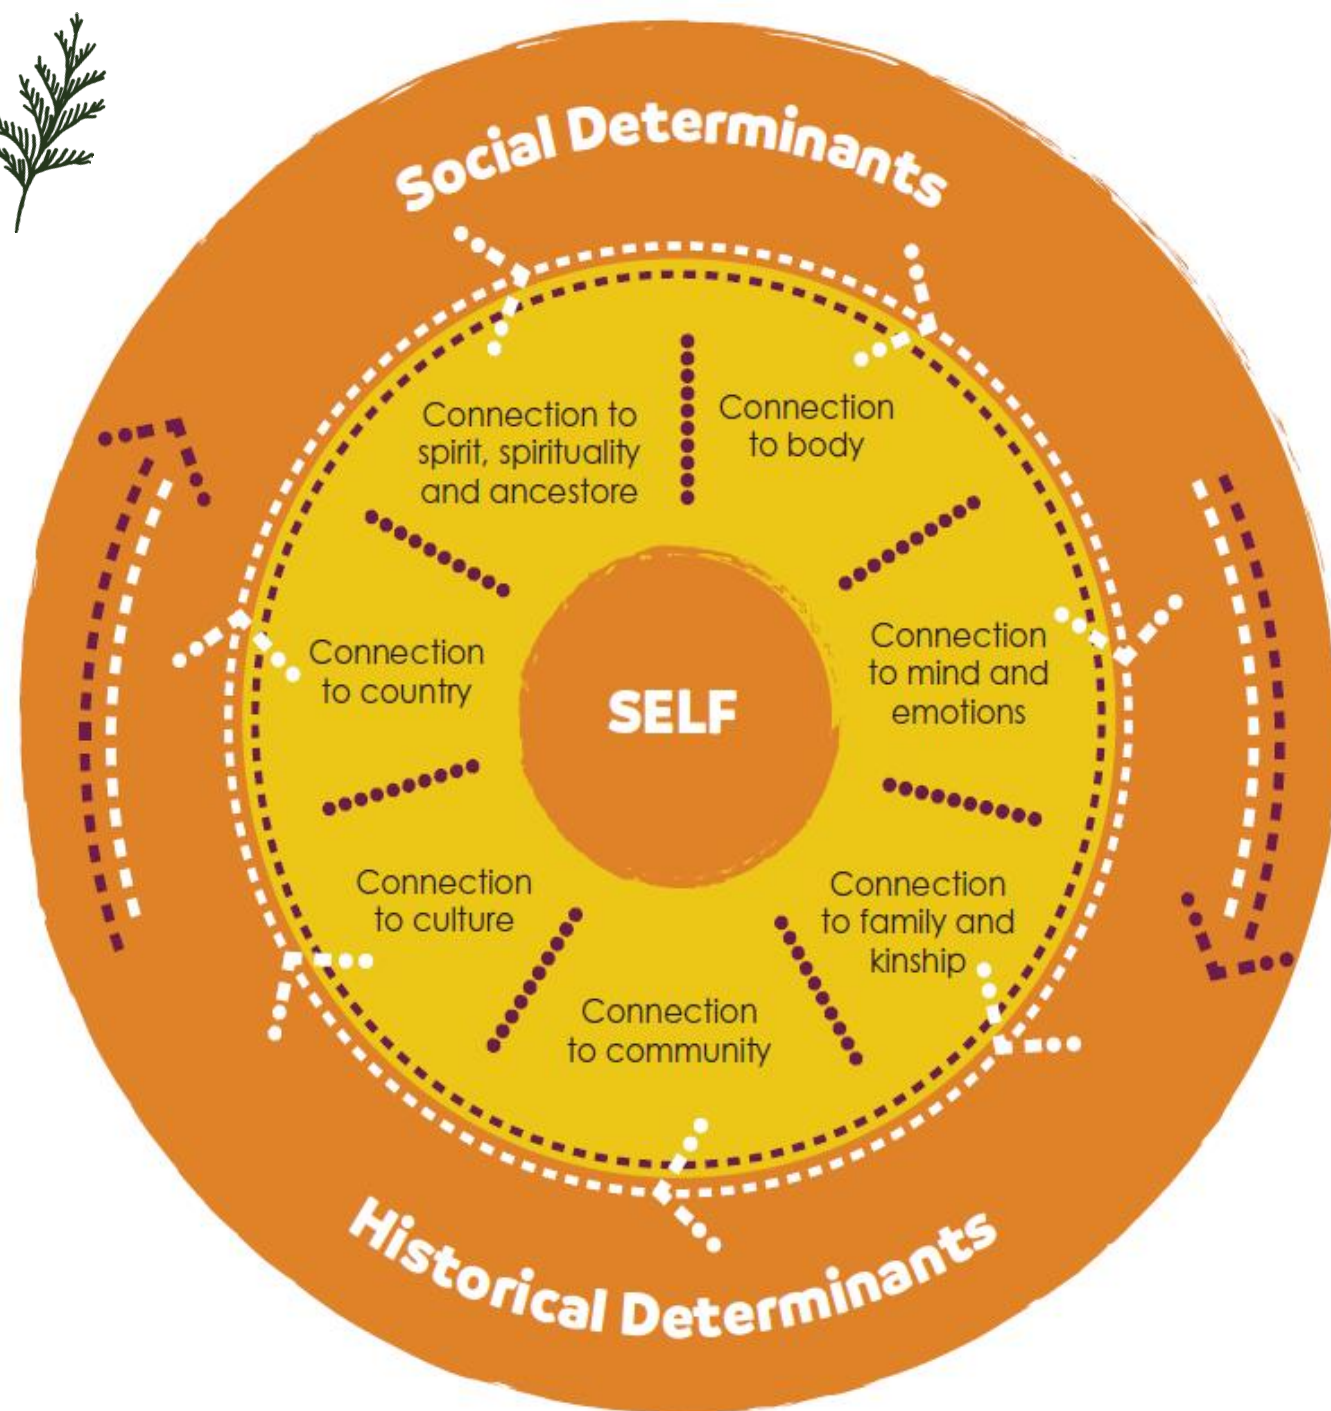 Social Determinants
Connection to
spirit, spirituality
and ancestore
Connection
to body
Connection
to country
SELF
Connection
to mind and
emotions
Connection
to culture
Connection
to family and
kinship
Connection
to community
Historical Determinants